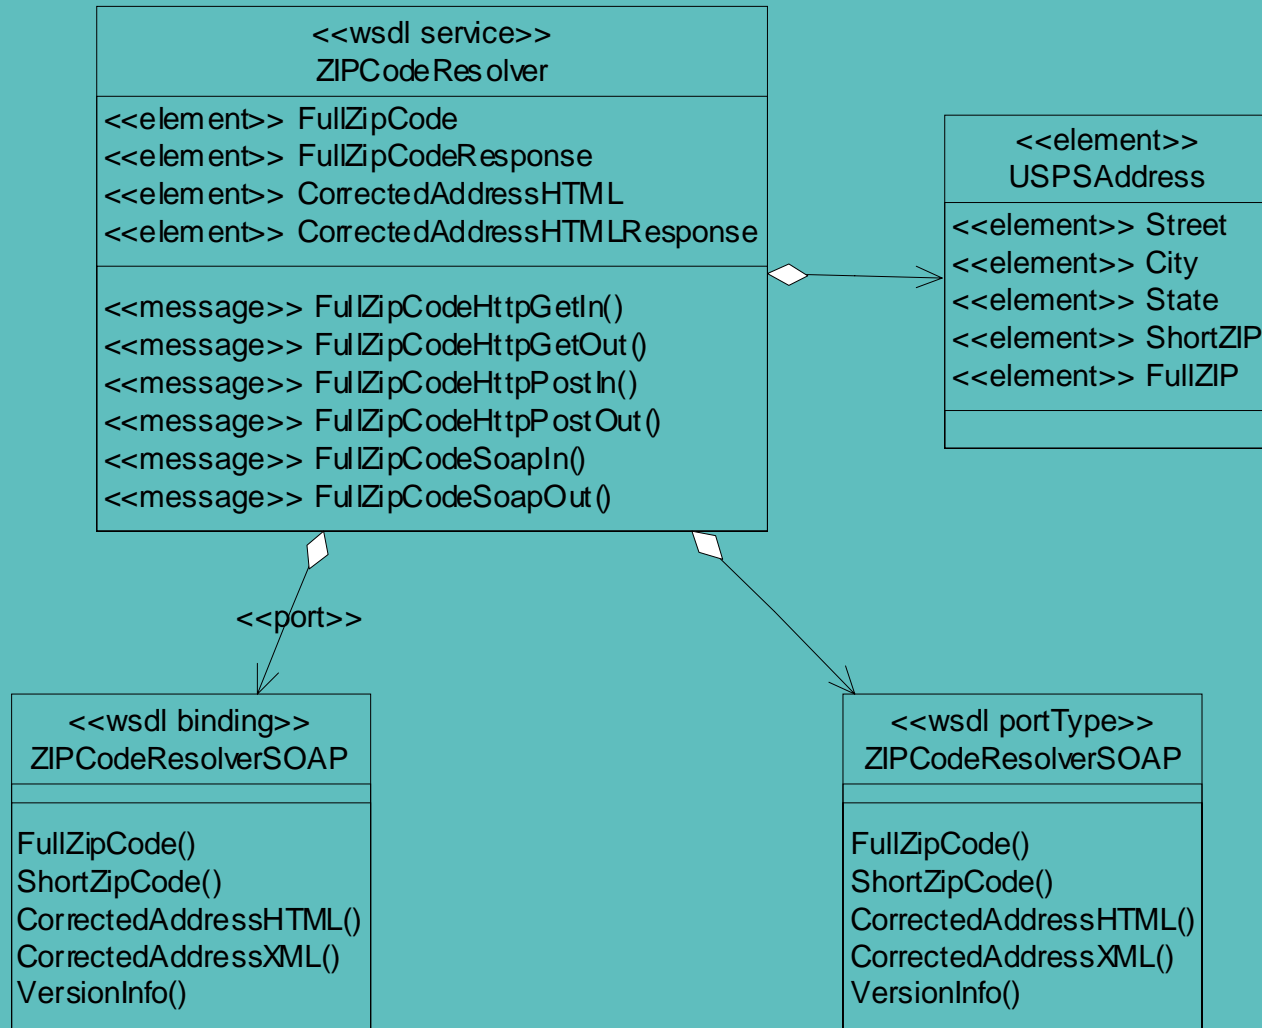 <<wsdl service>>
ZIPCodeResolver
<<element>> FullZipCode
<<element>> FullZipCodeResponse
<<element>> CorrectedAddressHTML
<<element>> CorrectedAddressHTMLResponse
<<message>> FullZipCodeHttpGetIn()
<<message>> FullZipCodeHttpGetOut()
<<message>> FullZipCodeHttpPostIn()
<<message>> FullZipCodeHttpPostOut()
<<message>> FullZipCodeSoapIn()
<<message>> FullZipCodeSoapOut()
<<element>>
USPSAddress
<<element>> Street
<<element>> City
<<element>> State
<<element>> ShortZIP
<<element>> FullZIP
<<port>>
<<wsdl binding>>
ZIPCodeResolverSOAP
FullZipCode()
ShortZipCode()
CorrectedAddressHTML()
CorrectedAddressXML()
VersionInfo()
<<wsdl portType>>
ZIPCodeResolverSOAP
FullZipCode()
ShortZipCode()
CorrectedAddressHTML()
CorrectedAddressXML()
VersionInfo()